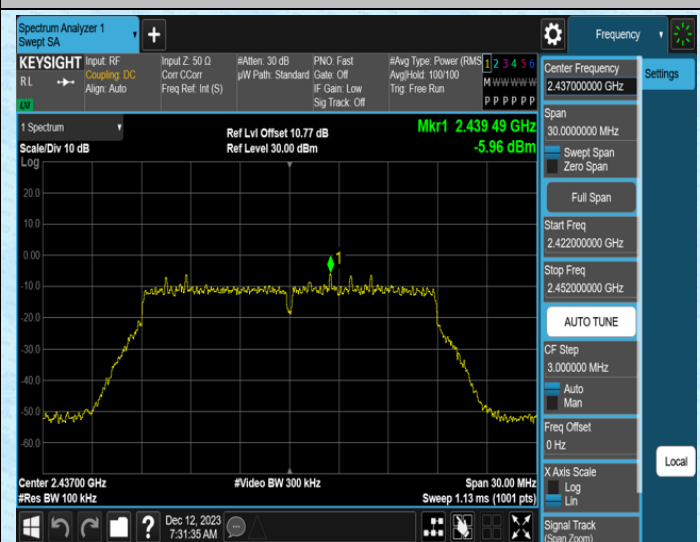 Spectrum Analyzer 1
Swept SA
Frequency
KEYSIGHT
RL
Input: RF
Coupling: DC
Align: Auto
Input Z: 50 Ω
Corr CCorr
Freq Ref: Int (S)
#Atten: 30 dB
µW Path: Standard
PNO: Fast
Gate: Off
IF Gain: Low
Sig Track: Off
#Avg Type: Power (RMS
Avg|Hold: 100/100
Trig: Free Run
1 2 3 4 5 6
M W W W W W
P P P P P P
Center Frequency
2.437000000 GHz
Settings
1 Spectrum
Scale/Div 10 dB
Log
Ref Lvl Offset 10.77 dB
Ref Level 30.00 dBm
Mkr1 2.439 49 GHz
-5.96 dBm
Span
30.0000000 MHz
Swept Span
Zero Span
Full Span
Start Freq
2.422000000 GHz
Stop Freq
2.452000000 GHz
AUTO TUNE
CF Step
3.000000 MHz
Auto
Man
Freq Offset
0 Hz
X Axis Scale
Log
Lin
Signal Track
(Span Zoom)
Local
20.0
10.0
0.00
1
-10.0
-20.0
-30.0
-40.0
-50.0
-60.0
Center 2.43700 GHz
#Res BW 100 kHz
#Video BW 300 kHz
Span 30.00 MHz
Sweep 1.13 ms (1001 pts)
?
Dec 12, 2023
7:31:35 AM